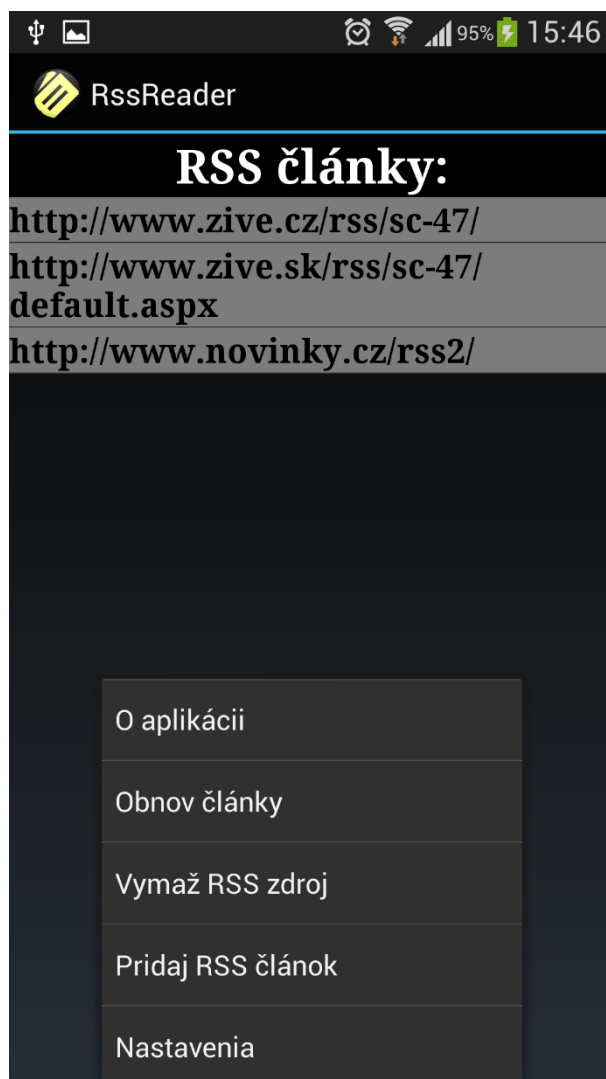 95% 15:46
RssReader
RSS články:
http://www.zive.cz/rss/sc-47/
http://www.zive.sk/rss/sc-47/
default.aspx
http://www.novinky.cz/rss2/
O aplikácii
Obnov články
Vymaž RSS zdroj
Pridaj RSS článok
Nastavenia